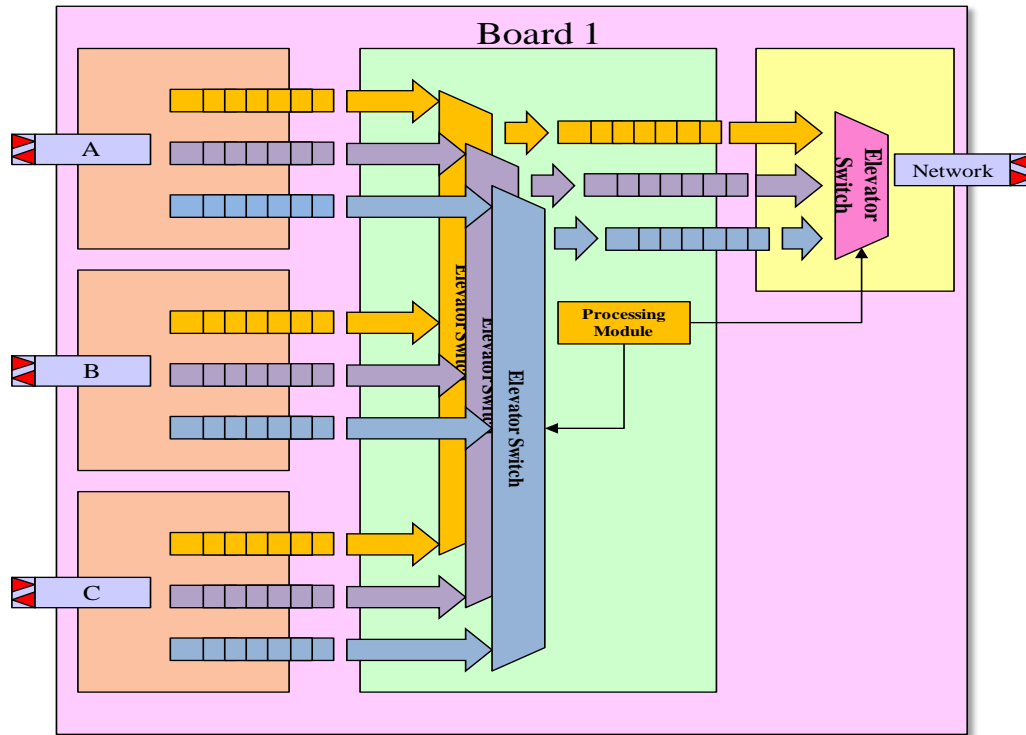 Board 1
A
Elevator
Switch
Network
Elevator Switch
Elevator Switch
Elevator Switch
Processing
Module
B
C